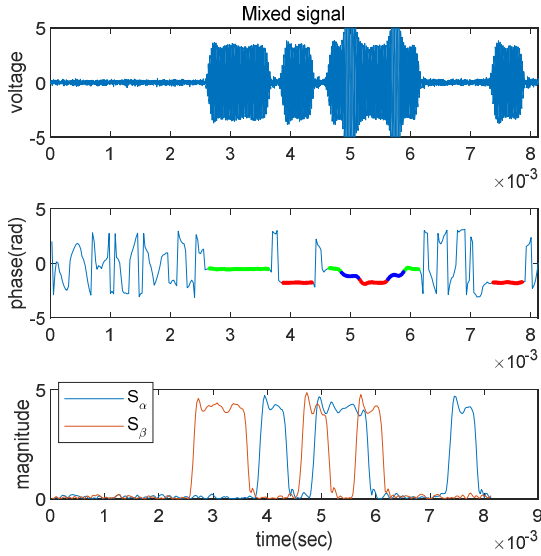 Mixed signal
5
0
-5
voltage
0 1 2 3 4 5 6 7 8
×10⁻³
5
0
-5
phase(rad)
0 1 2 3 4 5 6 7 8
×10⁻³
5
0
magnitude
S_α
S_β
0 1 2 3 4 5 6 7 8 9
time(sec)
×10⁻³